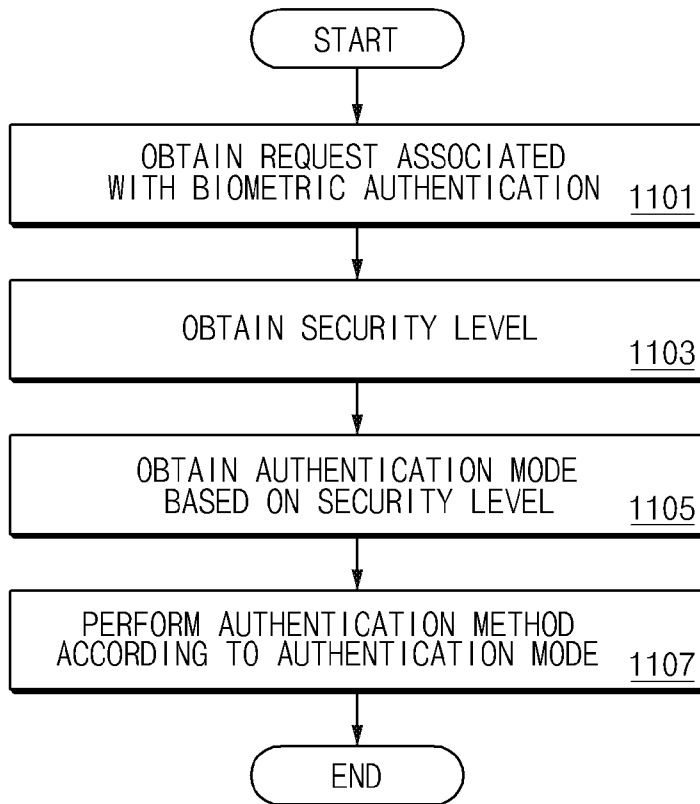 START
OBTAIN REQUEST ASSOCIATED
WITH BIOMETRIC AUTHENTICATION
1101
OBTAIN SECURITY LEVEL
1103
OBTAIN AUTHENTICATION MODE
BASED ON SECURITY LEVEL
1105
PERFORM AUTHENTICATION METHOD
ACCORDING TO AUTHENTICATION MODE
1107
END